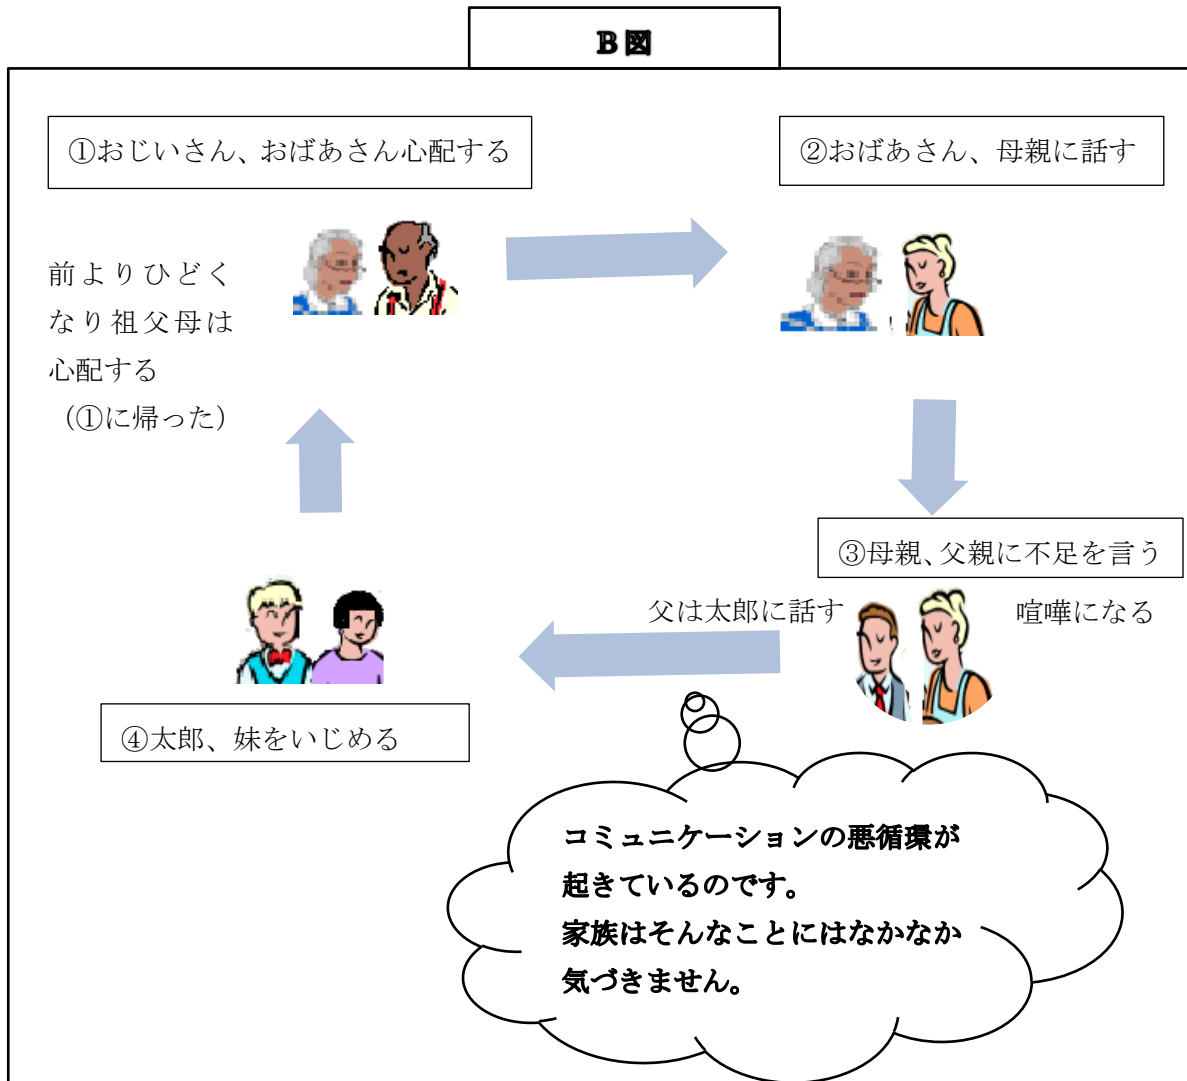 B図
①おじいさん、おばあさん心配する
②おばあさん、母親に話す
前よりひどく
なり祖父母は
心配する
（①に帰った）
③母親、父親に不足を言う
父は太郎に話す
喧嘩になる
④太郎、妹をいじめる
コミュニケーションの悪循環が
起きているのです。
家族はそんなことにはなかなか
気づきません。